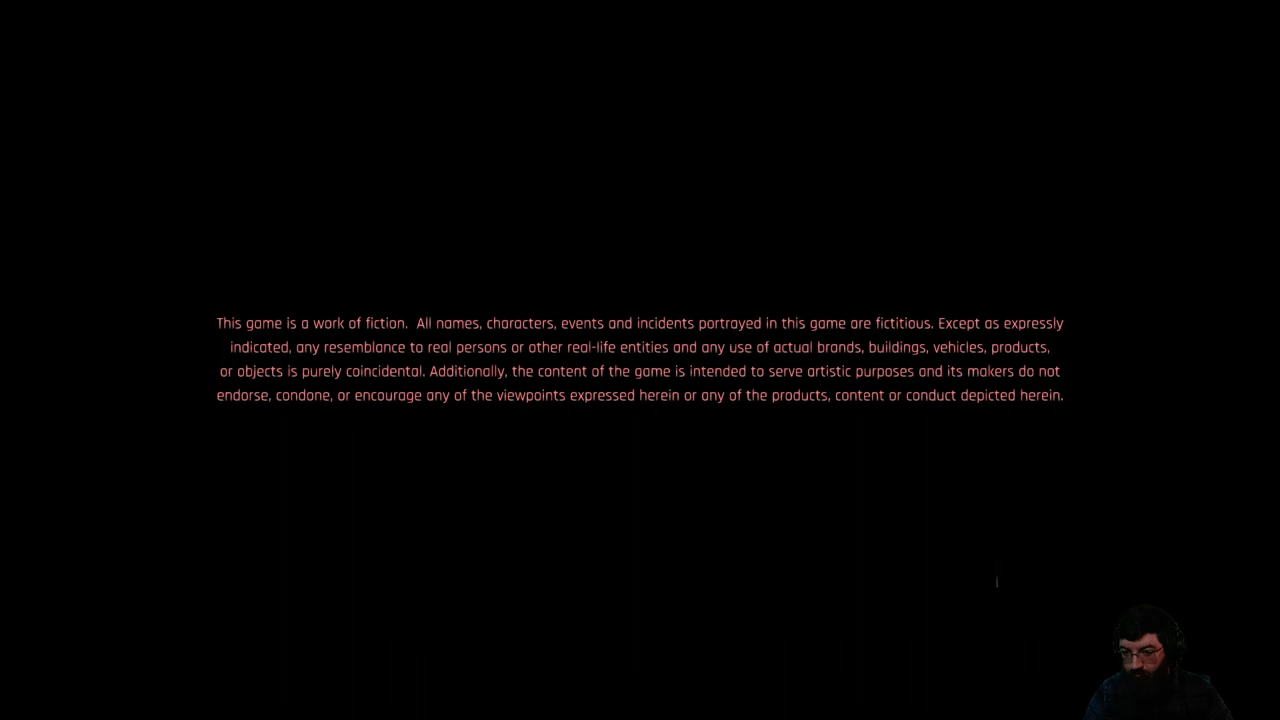 This game is a work of fiction.  All names, characters, events and incidents portrayed in this game are fictitious. Except as expressly
indicated, any resemblance to real persons or other real-life entities and any use of actual brands, buildings, vehicles, products,
or objects is purely coincidental. Additionally, the content of the game is intended to serve artistic purposes and its makers do not
endorse, condone, or encourage any of the viewpoints expressed herein or any of the products, content or conduct depicted herein.